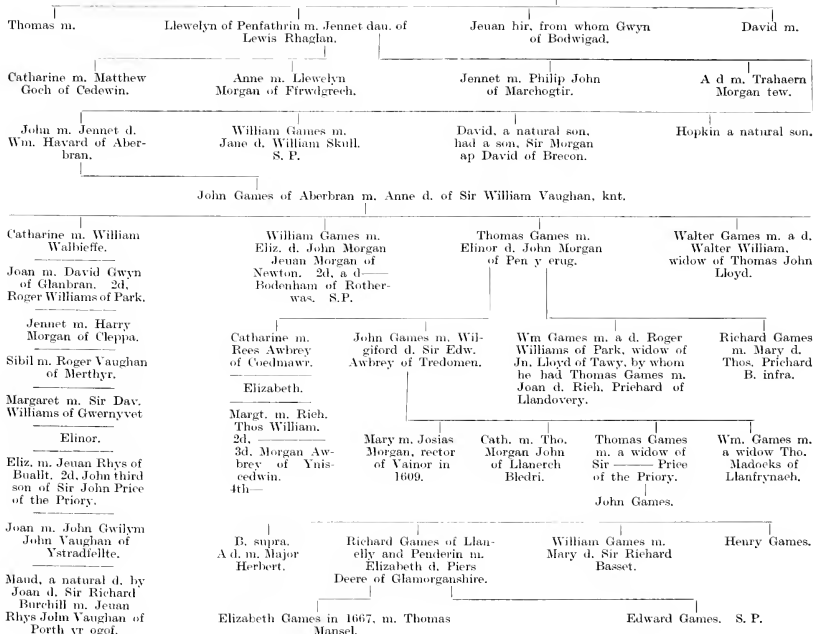 Thomas m.
Llewelyn of Penfathrin m. Jennet dau. of
Lewis Rhaglan.
Jeuan hir, from whom Gwyn
of Bodwigad.
David m.
Catharine m. Matthew
Goch of Cedewin.
Anne m. Llewelyn
Morgan of Ffrwdgrech.
Jennet m. Philip John
of Marchogtir.
A d m. Trahaern
Morgan tew.
John m. Jennet d.
Wm. Havard of Aber-
bran.
William Games m.
Jane d. William Skull.
S. P.
David, a natural son,
had a son, Sir Morgan
ap David of Brecon.
Hopkin a natural son.
John Games of Aberbran m. Anne d. of Sir William Vaughan, knt.
Catharine m. William
Walbieffe.
Joan m. David Gwyn
of Glanbran. 2d,
Roger Williams of Park.
Jennet m. Harry
Morgan of Cleppa.
Sibil m. Roger Vaughan
of Merthyr.
Margaret m. Sir Dav.
Williams of Gwernyvet
Elinor.
Eliz. m. Jeuan Rhys of
Buallt. 2d. John third
son of Sir John Price
of the Priory.
Joan m. John Gwilym
John Vaughan of
Ystradfellte.
Maud, a natural d. by
Joan d. Sir Richard
Burchill m. Jeuan
Rhys John Vaughan of
Porth yr ogof.
William Games m.
Eliz. d. John Morgan
Jeuan Morgan of
Newton. 2d, a d——
Bodenham of Rother-
was. S.P.
Thomas Games m.
Elinor d. John Morgan
of Pen y erug.
Walter Games m. a d.
Walter William,
widow of Thomas John
Lloyd.
Catharine m.
Rees Awbrey
of Coedmawr.
Elizabeth.
Margt. m. Rich.
Thos William.
2d, ————
3d. Morgan Aw-
brey of Ynis-
cedwin.
4th—
John Games m. Wil-
giford d. Sir Edw.
Awbrey of Tredomen.
Wm Games m. a d. Roger
Williams of Park, widow of
Jn. Lloyd of Tawy, by whom
he had Thomas Games m.
Joan d. Rich. Prichard of
Llandovery.
Richard Games
m. Mary d.
Thos. Prichard
B. infra.
Mary m. Josias
Morgan, rector
of Vainor in
1609.
Cath. m. Tho.
Morgan John
of Llanerch
Bledri.
Thomas Games
m. a widow of
Sir —— Price
of the Priory.
John Games.
Wm. Games m.
a widow Tho.
Madocks of
Llanfrynach.
B. supra.
A d. m. Major
Herbert.
Richard Games of Llan-
elly and Penderin m.
Elizabeth d. Piers
Deere of Glamorganshire.
William Games m.
Mary d. Sir Richard
Basset.
Henry Games.
Elizabeth Games in 1667, m. Thomas
Mansel.
Edward Games. S. P.